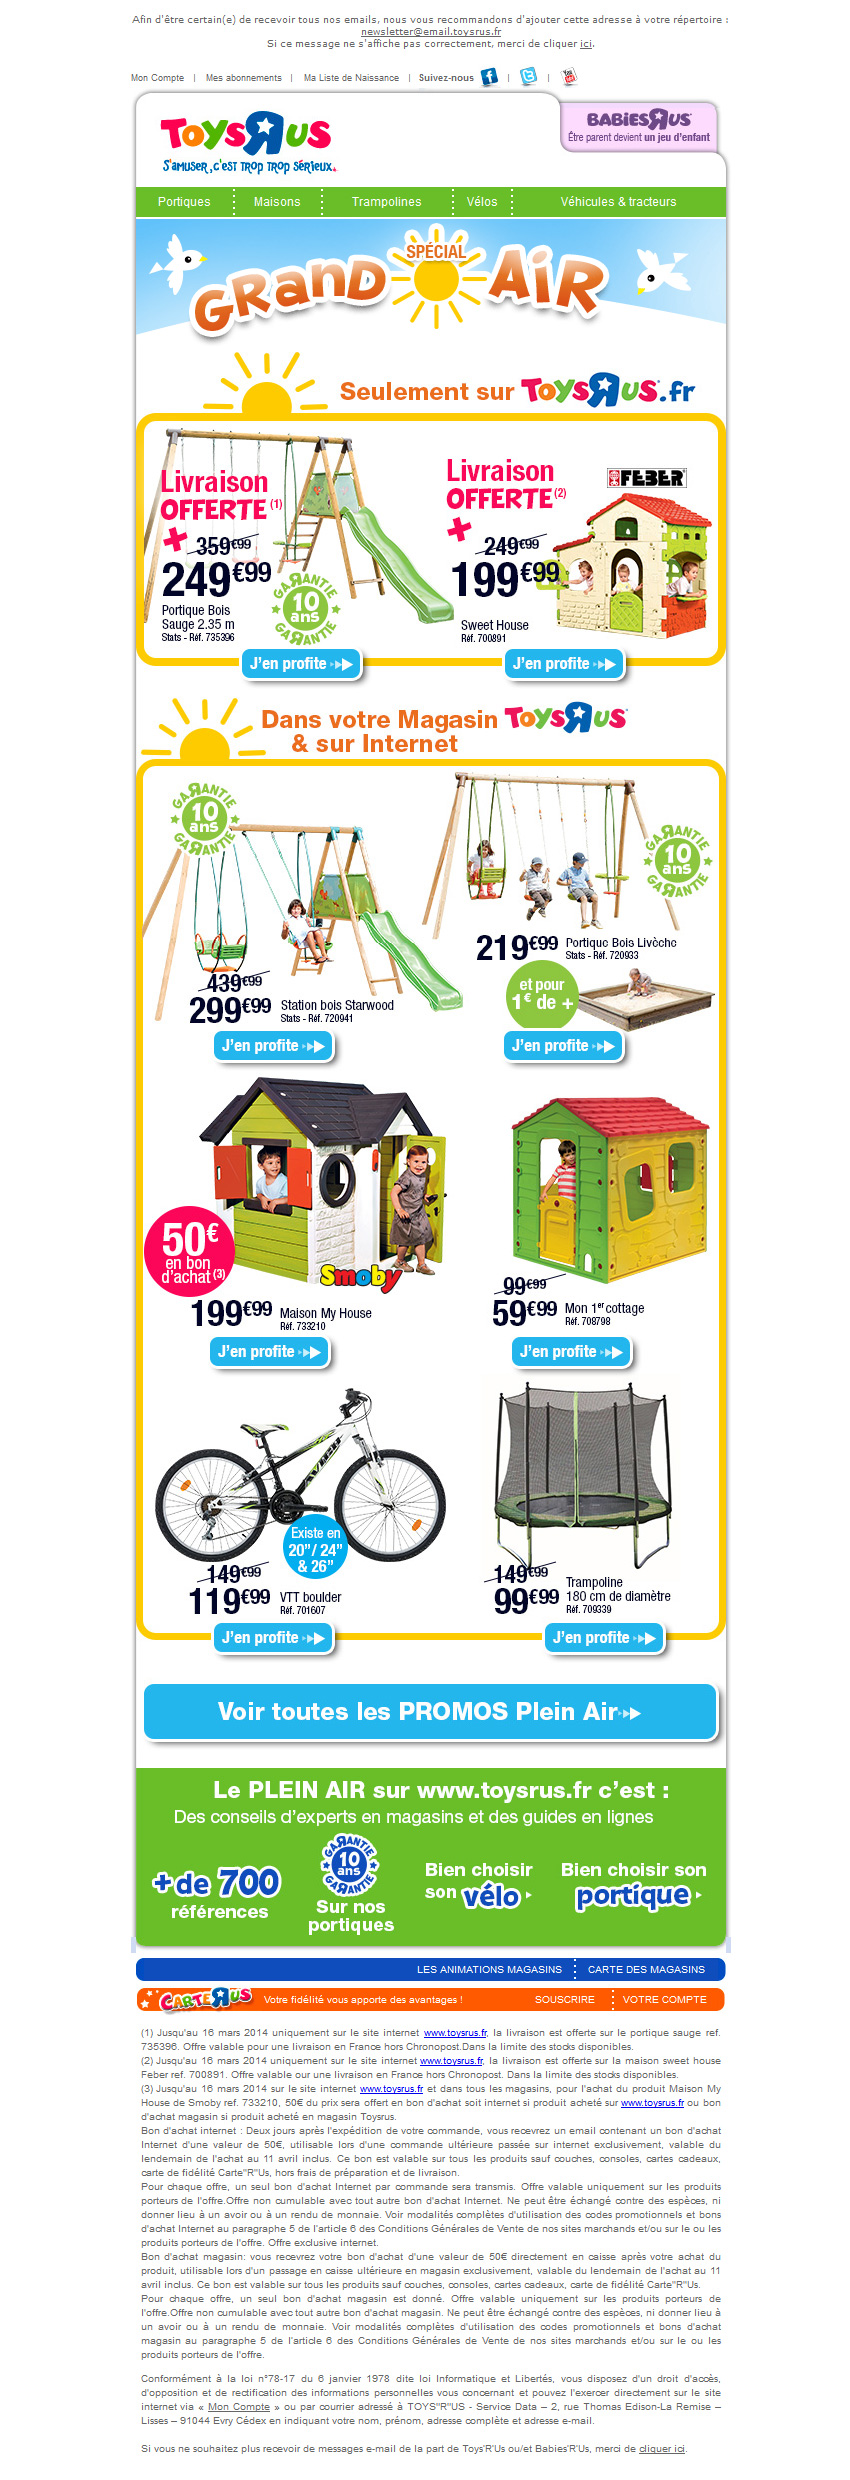 Afin d'être certain(e) de recevoir tous nos emails, nous vous recommandons d'ajouter cette adresse à votre répertoire :
newsletter@email.toysrus.fr
Si ce message ne s'affiche pas correctement, merci de cliquer ici.
Mon Compte | Mes abonnements | Ma Liste de Naissance | Suivez-nous | |
TOYSЯUS
S'AMUSER, C'EST TROP TROP SÉRIEUX.
BABIESЯUS
Être parent devient un jeu d'enfant
Portiques Maisons Trampolines Vélos Véhicules & tracteurs
GRAND SPÉCIAL AIR
Seulement sur TOYSЯUS.fr
Livraison
OFFERTE (1)
+
359€99
249€99
Portique Bois
Sauge 2.35 m
Stats - Réf. 735396
GAЯANTIE
10
ans
GAЯANTIE
Livraison
OFFERTE (2)
+
FEBER
249€99
199€99
Sweet House
Réf. 700891
J'en profite J'en profite
Dans votre Magasin TOYSЯUS
& sur Internet
GAЯANTIE
10
ans
GAЯANTIE
439€99
299€99 Station bois Starwood
Stats - Réf. 720941
J'en profite
GAЯANTIE
10
ans
GAЯANTIE
219€99 Portique Bois Livèche
Stats - Réf. 720933
et pour
1€ de +
J'en profite
50€
en bon
d'achat (3)
Smoby
199€99 Maison My House
Réf. 733210
J'en profite
99€99
59€99 Mon 1er cottage
Réf. 708798
J'en profite
Existe en
20"/ 24"
& 26"
149€99
119€99 VTT boulder
Réf. 701607
J'en profite
149€99
99€99 Trampoline
180 cm de diamètre
Réf. 709339
J'en profite
Voir toutes les PROMOS Plein Air
Le PLEIN AIR sur www.toysrus.fr c'est :
Des conseils d'experts en magasins et des guides en lignes
+ de 700
références
GAЯANTIE
10
ans
GAЯANTIE
Sur nos
portiques
Bien choisir
son vélo
Bien choisir son
portique
LES ANIMATIONS MAGASINS CARTE DES MAGASINS
CARTEЯUS Votre fidélité vous apporte des avantages ! SOUSCRIRE VOTRE COMPTE
(1) Jusqu'au 16 mars 2014 uniquement sur le site internet www.toysrus.fr, la livraison est offerte sur le portique sauge ref.
735396. Offre valable pour une livraison en France hors Chronopost.Dans la limite des stocks disponibles.
(2) Jusqu'au 16 mars 2014 uniquement sur le site internet www.toysrus.fr, la livraison est offerte sur la maison sweet house
Feber ref. 700891. Offre valable our une livraison en France hors Chronopost. Dans la limite des stocks disponibles.
(3) Jusqu'au 16 mars 2014 sur le site internet www.toysrus.fr et dans tous les magasins, pour l'achat du produit Maison My
House de Smoby ref. 733210, 50€ du prix sera offert en bon d'achat soit internet si produit acheté sur www.toysrus.fr ou bon
d'achat magasin si produit acheté en magasin Toysrus.
Bon d'achat internet : Deux jours après l'expédition de votre commande, vous recevrez un email contenant un bon d'achat
Internet d'une valeur de 50€, utilisable lors d'une commande ultérieure passée sur internet exclusivement, valable du
lendemain de l'achat au 11 avril inclus. Ce bon est valable sur tous les produits sauf couches, consoles, cartes cadeaux,
carte de fidélité Carte"R"Us, hors frais de préparation et de livraison.
Pour chaque offre, un seul bon d'achat Internet par commande sera transmis. Offre valable uniquement sur les produits
porteurs de l'offre.Offre non cumulable avec tout autre bon d'achat Internet. Ne peut être échangé contre des espèces, ni
donner lieu à un avoir ou à un rendu de monnaie. Voir modalités complètes d'utilisation des codes promotionnels et bons
d'achat Internet au paragraphe 5 de l'article 6 des Conditions Générales de Vente de nos sites marchands et/ou sur le ou les
produits porteurs de l'offre. Offre exclusive internet.
Bon d'achat magasin: vous recevrez votre bon d'achat d'une valeur de 50€ directement en caisse après votre achat du
produit, utilisable lors d'un passage en caisse ultérieure en magasin exclusivement, valable du lendemain de l'achat au 11
avril inclus. Ce bon est valable sur tous les produits sauf couches, consoles, cartes cadeaux, carte de fidélité Carte"R"Us.
Pour chaque offre, un seul bon d'achat magasin est donné. Offre valable uniquement sur les produits porteurs de
l'offre.Offre non cumulable avec tout autre bon d'achat magasin. Ne peut être échangé contre des espèces, ni donner lieu à
un avoir ou à un rendu de monnaie. Voir modalités complètes d'utilisation des codes promotionnels et bons d'achat
magasin au paragraphe 5 de l'article 6 des Conditions Générales de Vente de nos sites marchands et/ou sur le ou les
produits porteurs de l'offre.
Conformément à la loi n°78-17 du 6 janvier 1978 dite loi Informatique et Libertés, vous disposez d'un droit d'accès,
d'opposition et de rectification des informations personnelles vous concernant et pouvez l'exercer directement sur le site
internet via « Mon Compte » ou par courrier adressé à TOYS"R"US - Service Data – 2, rue Thomas Edison-La Remise –
Lisses – 91044 Evry Cédex en indiquant votre nom, prénom, adresse complète et adresse e-mail.
Si vous ne souhaitez plus recevoir de messages e-mail de la part de Toys'R'Us ou/et Babies'R'Us, merci de cliquer ici.